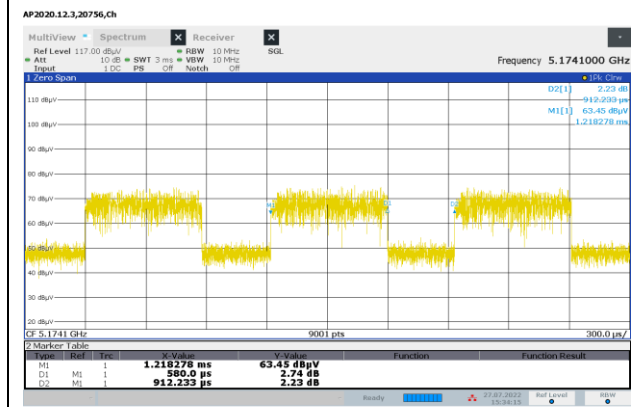 AP2020.12.3,20756,Ch
MultiView Spectrum X Receiver X
Ref Level 117.00 dBµV RBW 10 MHz SGL
Att 10 dB SWT 3 ms VBW 10 MHz Frequency 5.1741000 GHz
Input 1 DC PS Off Notch Off
1 Zero Span 1Pk Clrw
D2[1] 2.23 dB
912.233 µs
M1[1] 63.45 dBµV
1.218278 ms
110 dBµV
100 dBµV
90 dBµV
80 dBµV
70 dBµV
M1 D1 D2
60 dBµV
50 dBµV
40 dBµV
30 dBµV
20 dBµV
CF 5.1741 GHz 9001 pts 300.0 µs/
2 Marker Table
Type Ref Trc X-Value Y-Value Function Function Result
M1 1 1.218278 ms 63.45 dBµV
D1 M1 1 580.0 µs 2.74 dB
D2 M1 1 912.233 µs 2.23 dB
Ready 27.07.2022 Ref Level RBW
15:34:15